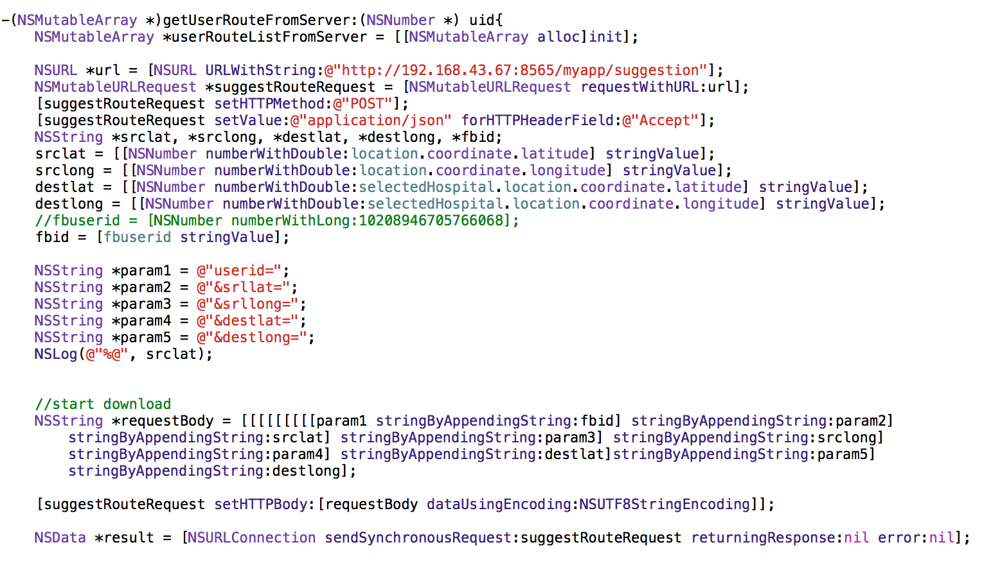 -(NSMutableArray *)getUserRouteFromServer:(NSNumber *) uid{
    NSMutableArray *userRouteListFromServer = [[NSMutableArray alloc]init];

    NSURL *url = [NSURL URLWithString:@"http://192.168.43.67:8565/myapp/suggestion"];
    NSMutableURLRequest *suggestRouteRequest = [NSMutableURLRequest requestWithURL:url];
    [suggestRouteRequest setHTTPMethod:@"POST"];
    [suggestRouteRequest setValue:@"application/json" forHTTPHeaderField:@"Accept"];
    NSString *srclat, *srclong, *destlat, *destlong, *fbid;
    srclat = [[NSNumber numberWithDouble:location.coordinate.latitude] stringValue];
    srclong = [[NSNumber numberWithDouble:location.coordinate.longitude] stringValue];
    destlat = [[NSNumber numberWithDouble:selectedHospital.location.coordinate.latitude] stringValue];
    destlong = [[NSNumber numberWithDouble:selectedHospital.location.coordinate.longitude] stringValue];
    //fbuserid = [NSNumber numberWithLong:10208946705766068];
    fbid = [fbuserid stringValue];

    NSString *param1 = @"userid=";
    NSString *param2 = @"&srllat=";
    NSString *param3 = @"&srllong=";
    NSString *param4 = @"&destlat=";
    NSString *param5 = @"&destlong=";
    NSLog(@"%@", srclat);

    //start download
    NSString *requestBody = [[[[[[[[[param1 stringByAppendingString:fbid] stringByAppendingString:param2]
        stringByAppendingString:srclat] stringByAppendingString:param3] stringByAppendingString:srclong]
        stringByAppendingString:param4] stringByAppendingString:destlat]stringByAppendingString:param5]
        stringByAppendingString:destlong];

    [suggestRouteRequest setHTTPBody:[requestBody dataUsingEncoding:NSUTF8StringEncoding]];

    NSData *result = [NSURLConnection sendSynchronousRequest:suggestRouteRequest returningResponse:nil error:nil];